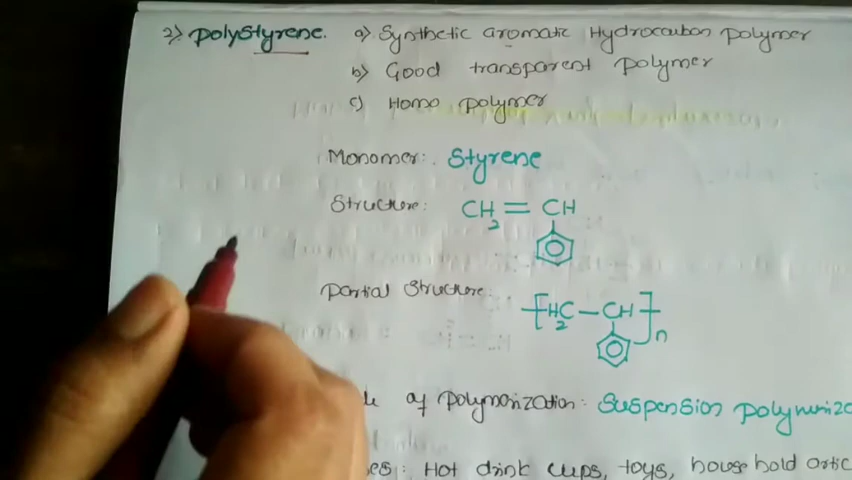 2) Polystyrene. a) Synthetic aromatic Hydrocarbon polymer
b) Good transparent polymer
c) Homo polymer
Monomer: Styrene
Structure: CH2 = CH
Partial Structure: [H2C - CH]n
of polymerization: Suspension
Hot drink cups, toys, household